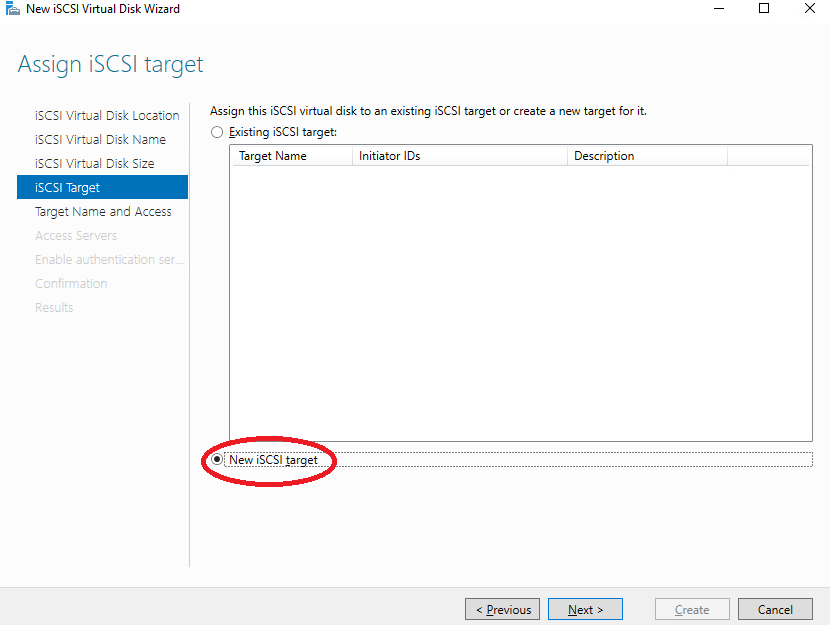 New iSCSI Virtual Disk Wizard
Assign iSCSI target
iSCSI Virtual Disk Location
iSCSI Virtual Disk Name
iSCSI Virtual Disk Size
iSCSI Target
Target Name and Access
Access Servers
Enable authentication ser...
Confirmation
Results
Assign this iSCSI virtual disk to an existing iSCSI target or create a new target for it.
Existing iSCSI target:
Target Name Initiator IDs Description
New iSCSI target
< Previous Next > Create Cancel